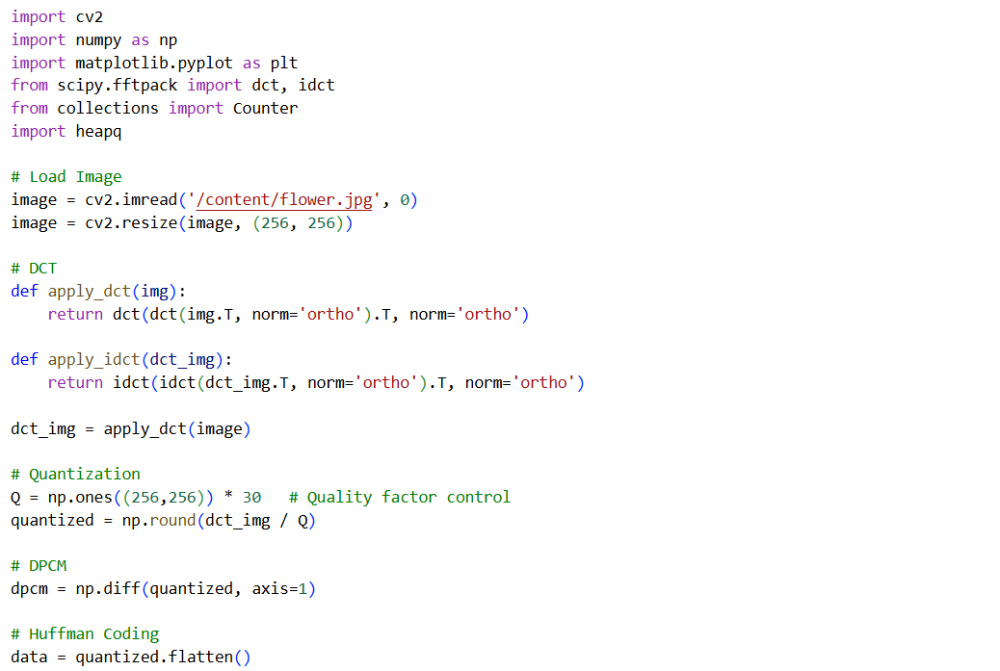 import cv2
import numpy as np
import matplotlib.pyplot as plt
from scipy.fftpack import dct, idct
from collections import Counter
import heapq

# Load Image
image = cv2.imread('/content/flower.jpg', 0)
image = cv2.resize(image, (256, 256))

# DCT
def apply_dct(img):
    return dct(dct(img.T, norm='ortho').T, norm='ortho')

def apply_idct(dct_img):
    return idct(idct(dct_img.T, norm='ortho').T, norm='ortho')

dct_img = apply_dct(image)

# Quantization
Q = np.ones((256,256)) * 30   # Quality factor control
quantized = np.round(dct_img / Q)

# DPCM
dpcm = np.diff(quantized, axis=1)

# Huffman Coding
data = quantized.flatten()